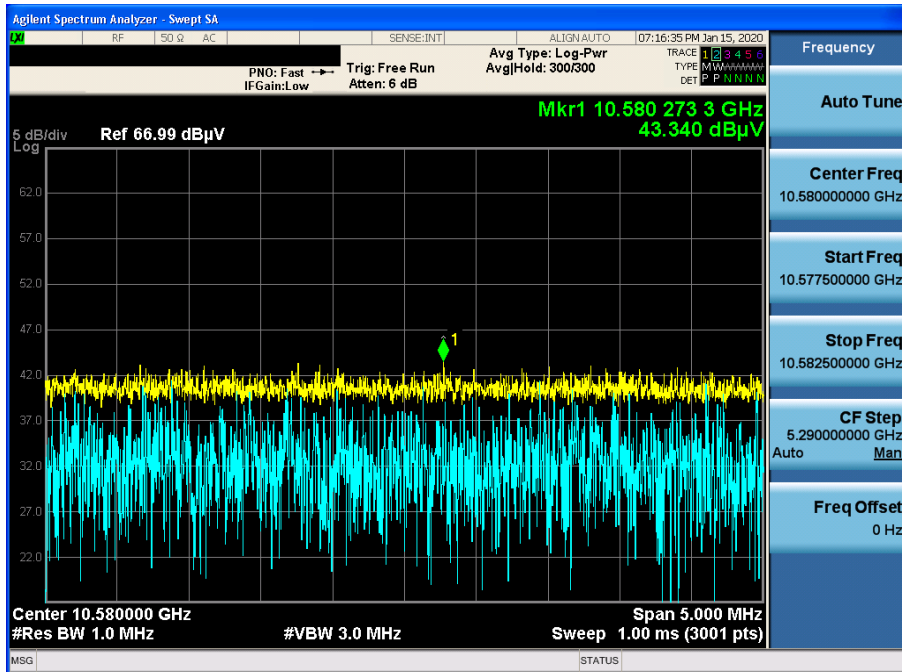 Agilent Spectrum Analyzer - Swept SA
LXI RF 50 Ω AC SENSE:INT ALIGN AUTO 07:16:35 PM Jan 15, 2020
PNO: Fast
IFGain:Low
Trig: Free Run
Atten: 6 dB
Avg Type: Log-Pwr
Avg|Hold: 300/300
TRACE 1 2 3 4 5 6
TYPE MWWWWW
DET P P N N N N
Mkr1 10.580 273 3 GHz
43.340 dBµV
5 dB/div Ref 66.99 dBµV
Log
62.0
57.0
52.0
47.0
1
42.0
37.0
32.0
27.0
22.0
Center 10.580000 GHz Span 5.000 MHz
#Res BW 1.0 MHz #VBW 3.0 MHz Sweep 1.00 ms (3001 pts)
MSG STATUS
Frequency
Auto Tune
Center Freq
10.580000000 GHz
Start Freq
10.577500000 GHz
Stop Freq
10.582500000 GHz
CF Step
5.290000000 GHz
Auto Man
Freq Offset
0 Hz